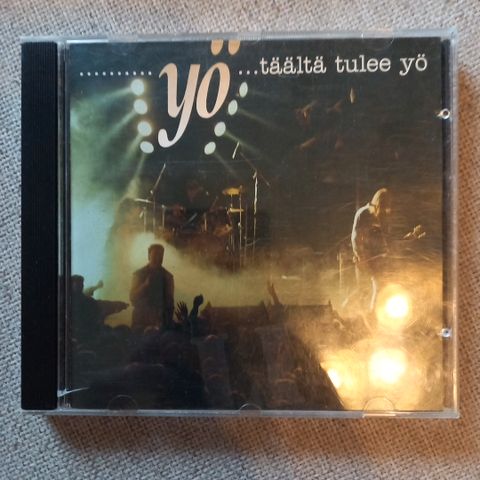 .......... yö ...täältä tulee yö